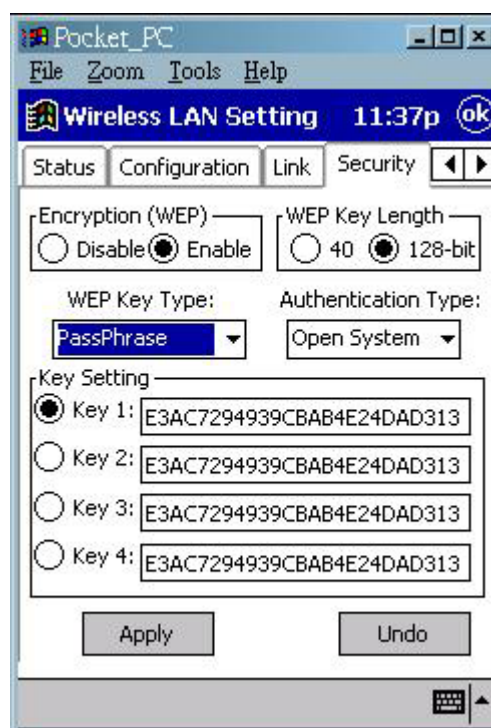 Pocket_PC
File Zoom Tools Help
Wireless LAN Setting 11:37p ok
Status Configuration Link Security
Encryption (WEP) WEP Key Length
Disable Enable 40 128-bit
WEP Key Type: Authentication Type:
PassPhrase Open System
Key Setting
Key 1: E3AC7294939CBAB4E24DAD313
Key 2: E3AC7294939CBAB4E24DAD313
Key 3: E3AC7294939CBAB4E24DAD313
Key 4: E3AC7294939CBAB4E24DAD313
Apply Undo